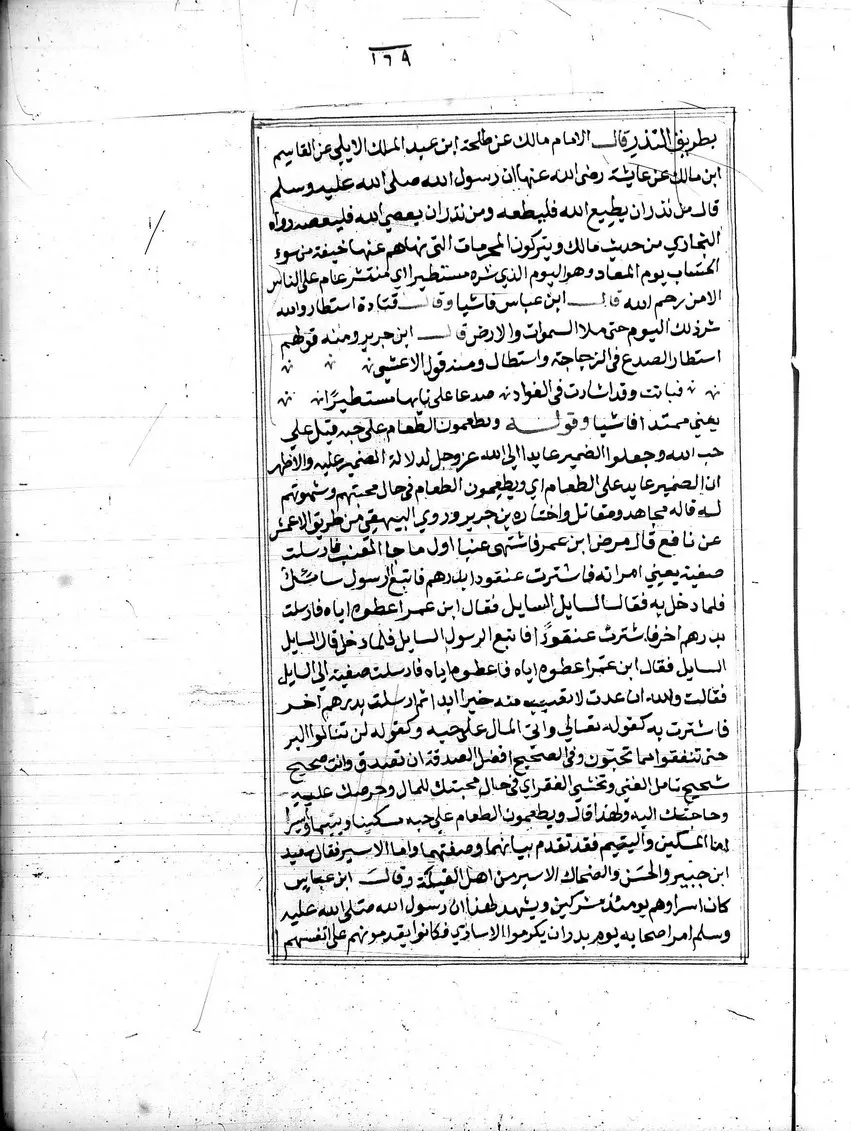 ١٦٩
بطريق النذر قال الامام مالك عن طلحة ابن عبد الملك الايلي عن القاسم
ابن مالك عن عايشة رضي الله عنها ان رسول الله صلى الله عليه وسلم
قال من نذر ان يطيع الله فليطعه ومن نذر ان يعصي الله فليعصه رواه
البخاري من حديث مالك ويتركون المحرمات التي نهاهم عنها خيفة من سوء
الحساب يوم المعاد وهو اليوم الذي شره مستطيرا اي منتشر عام على الناس
الا من رحم الله قال ابن عباس فاشيا وقال قتادة استطار والله
شر ذلك اليوم حتى ملا السموات والارض قال ابن جرير ومنه قولهم
استطار الصدع في الزجاجة واستطال ومنه قول الاعشى
فبانت وقد اشارت في الفواد صدعا على نايها مستطيرا
يعني ممتدا فاشيا وقوله ويطعمون الطعام على حبه قيل على
حب الله وجعلوا الضمير عايدا الى الله عز وجل لدلالة الضمير عليه والاظهر
ان الضمير عايد على الطعام اي ويطعمون الطعام في حال محبتهم وشهوتهم
له قاله مجاهد ومقاتل واختاره بن جرير وروي البيهقي من طريق الاعمش
عن نافع قال مرض ابن عمر فاشتهى عنبا اول ما جا العنب فارسلت
صفية يعني امراته فاشترت عنقودا بدرهم فاتبع الرسول سائل
فلما دخل به فقال السايل السايل فقال ابن عمر اعطوه اياه فارسلت
بدرهم اخر فاشترت عنقودًا فاتبع الرسول السايل فلما دخل قال السايل
السايل فقال ابن عمر اعطوه اياه فاعطوه اياه فارسلت صفية الى السايل
فقالت والله ان عدت لا تصيب منه خيرا ابدا ثم ارسلت بدرهم آخر
فاشترت به كقوله تعالى واتى المال على حبه وكقوله لن تنالوا البر
حتى تنفقوا مما تحبون وفي الصحيح افضل الصدقة ان تصدق وانت صحيح
شحيح تامل الغني وتخشى الفقر اي في حال محبتك للمال وحرصك عليه
وحاجتك اليه ولهذا قال ويطعمون الطعام على حبه مسكينا ويتيما واسيرا
اما المسكين واليتيم فقد تقدم بيانهما وصفتهما واما الاسير فقال سعيد
ابن جبير والحسن والضحاك الاسير من اهل القبلة وقال ابن عباس
كان اسراوهم يومئذ مشركين ويشهد لهذا ان رسول الله صلى الله عليه
وسلم امر اصحابه يوم بدر ان يكرموا الاسارى فكانوا يقدمونهم على انفسهم